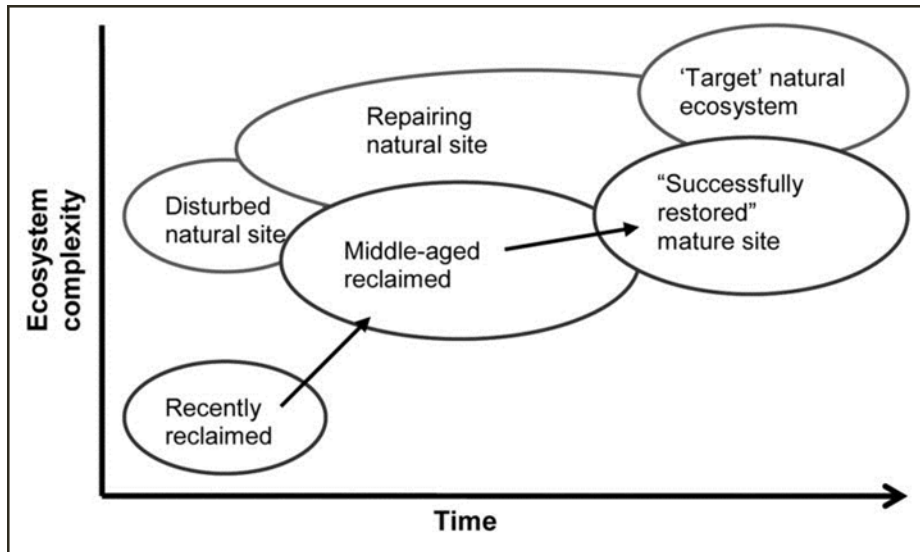 Ecosystem
complexity
'Target' natural
ecosystem
Repairing
natural site
Disturbed
natural site
"Successfully
restored"
mature site
Middle-aged
reclaimed
Recently
reclaimed
Time